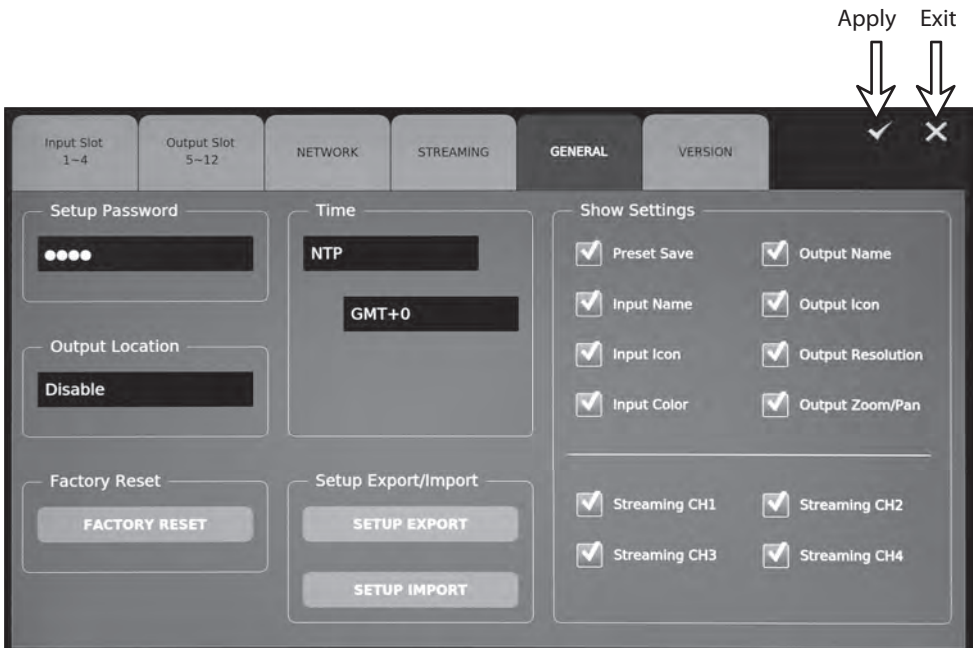 Apply Exit
Input Slot
1~4
Output Slot
5~12
NETWORK
STREAMING
GENERAL
VERSION
Setup Password
Time
NTP
GMT+0
Output Location
Disable
Factory Reset
FACTORY RESET
Setup Export/Import
SETUP EXPORT
SETUP IMPORT
Show Settings
Preset Save
Output Name
Input Name
Output Icon
Input Icon
Output Resolution
Input Color
Output Zoom/Pan
Streaming CH1
Streaming CH2
Streaming CH3
Streaming CH4